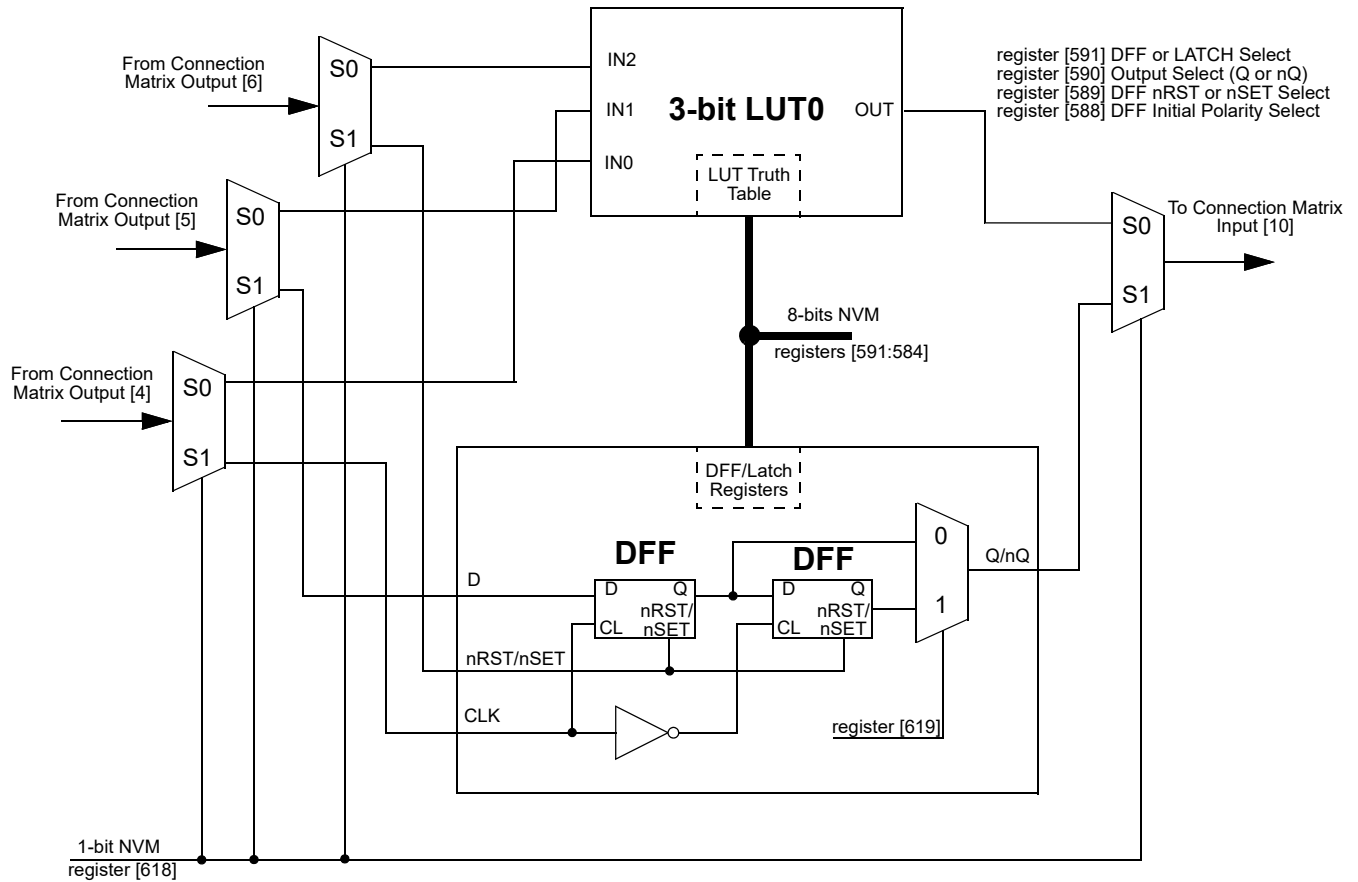 From Connection
Matrix Output [6]
S0
S1
IN2
IN1
IN0
3-bit LUT0
OUT
LUT Truth
Table
register [591] DFF or LATCH Select
register [590] Output Select (Q or nQ)
register [589] DFF nRST or nSET Select
register [588] DFF Initial Polarity Select
From Connection
Matrix Output [5]
S0
S1
To Connection Matrix
Input [10]
S0
S1
8-bits NVM
registers [591:584]
From Connection
Matrix Output [4]
S0
S1
DFF/Latch
Registers
DFF
D
D
Q
nRST/
nSET
CL
DFF
D
Q
nRST/
nSET
CL
0
1
Q/nQ
nRST/nSET
CLK
register [619]
1-bit NVM
register [618]